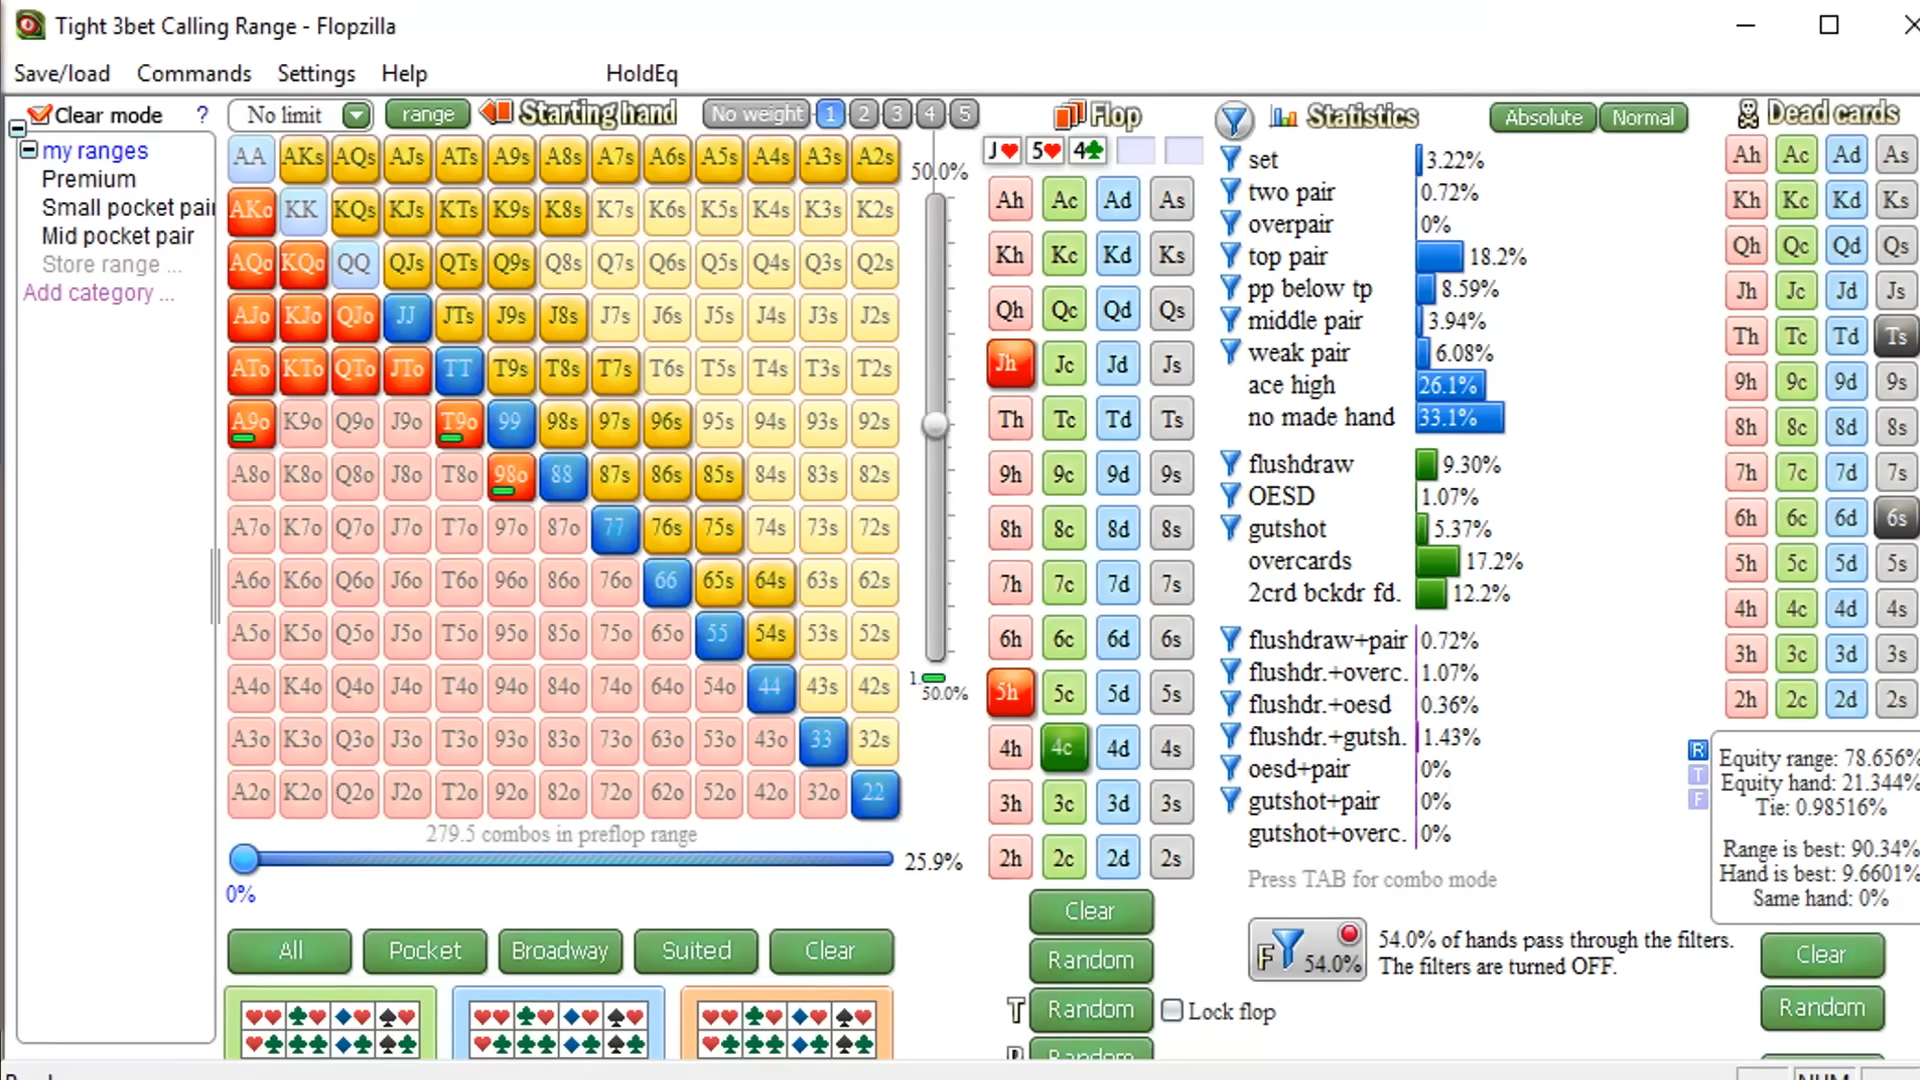 Tight 3bet Calling Range - Flopzilla
Save/load Commands Settings Help HoldEq
Clear mode ?
my ranges
Premium
Small pocket pair
Mid pocket pair
Store range ...
Add category ...
No limit range Starting hand No weight 1 2 3 4 5
AA AKs AQs AJs ATs A9s A8s A7s A6s A5s A4s A3s A2s
AKo KK KQs KJs KTs K9s K8s K7s K6s K5s K4s K3s K2s
AQo KQo QQ QJs QTs Q9s Q8s Q7s Q6s Q5s Q4s Q3s Q2s
AJo KJo QJo JJ JTs J9s J8s J7s J6s J5s J4s J3s J2s
ATo KTo QTo JTo TT T9s T8s T7s T6s T5s T4s T3s T2s
A9o K9o Q9o J9o T9o 99 98s 97s 96s 95s 94s 93s 92s
A8o K8o Q8o J8o T8o 98o 88 87s 86s 85s 84s 83s 82s
A7o K7o Q7o J7o T7o 97o 87o 77 76s 75s 74s 73s 72s
A6o K6o Q6o J6o T6o 96o 86o 76o 66 65s 64s 63s 62s
A5o K5o Q5o J5o T5o 95o 85o 75o 65o 55 54s 53s 52s
A4o K4o Q4o J4o T4o 94o 84o 74o 64o 54o 44 43s 42s
A3o K3o Q3o J3o T3o 93o 83o 73o 63o 53o 43o 33 32s
A2o K2o Q2o J2o T2o 92o 82o 72o 62o 52o 42o 32o 22
279.5 combos in preflop range
25.9%
0%
All Pocket Broadway Suited Clear
50.0%
1.
50.0%
Flop
J♥ 5♥ 4♣
Ah Ac Ad As
Kh Kc Kd Ks
Qh Qc Qd Qs
Jh Jc Jd Js
Th Tc Td Ts
9h 9c 9d 9s
8h 8c 8d 8s
7h 7c 7d 7s
6h 6c 6d 6s
5h 5c 5d 5s
4h 4c 4d 4s
3h 3c 3d 3s
2h 2c 2d 2s
Clear
Random
T Random Lock flop
Random
Statistics Absolute Normal
set 3.22%
two pair 0.72%
overpair 0%
top pair 18.2%
pp below tp 8.59%
middle pair 3.94%
weak pair 6.08%
ace high 26.1%
no made hand 33.1%
flushdraw 9.30%
OESD 1.07%
gutshot 5.37%
overcards 17.2%
2crd bckdr fd. 12.2%
flushdraw+pair 0.72%
flushdr.+overc. 1.07%
flushdr.+oesd 0.36%
flushdr.+gutsh. 1.43%
oesd+pair 0%
gutshot+pair 0%
gutshot+overc. 0%
Press TAB for combo mode
F 54.0%
54.0% of hands pass through the filters.
The filters are turned OFF.
Dead cards
Ah Ac Ad As
Kh Kc Kd Ks
Qh Qc Qd Qs
Jh Jc Jd Js
Th Tc Td Ts
9h 9c 9d 9s
8h 8c 8d 8s
7h 7c 7d 7s
6h 6c 6d 6s
5h 5c 5d 5s
4h 4c 4d 4s
3h 3c 3d 3s
2h 2c 2d 2s
R
T
F
Equity range: 78.656%
Equity hand: 21.344%
Tie: 0.98516%
Range is best: 90.34%
Hand is best: 9.6601%
Same hand: 0%
Clear
Random